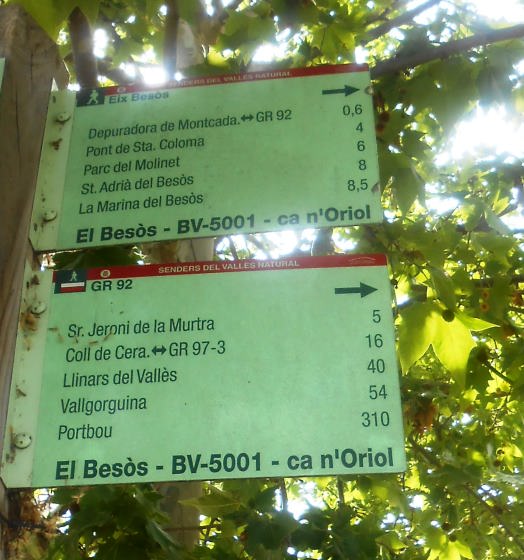 SENDERS DEL VALLÈS NATURAL
Eix Besòs
Depuradora de Montcada.↔GR 92 0,6
Pont de Sta. Coloma 4
Parc del Molinet 6
St. Adrià del Besòs 8
La Marina del Besòs 8,5
El Besòs - BV-5001 - ca n'Oriol
SENDERS DEL VALLÈS NATURAL
GR 92
Sr. Jeroni de la Murtra 5
Coll de Cera.↔GR 97-3 16
Llinars del Vallès 40
Vallgorguina 54
Portbou 310
El Besòs - BV-5001 - ca n'Oriol